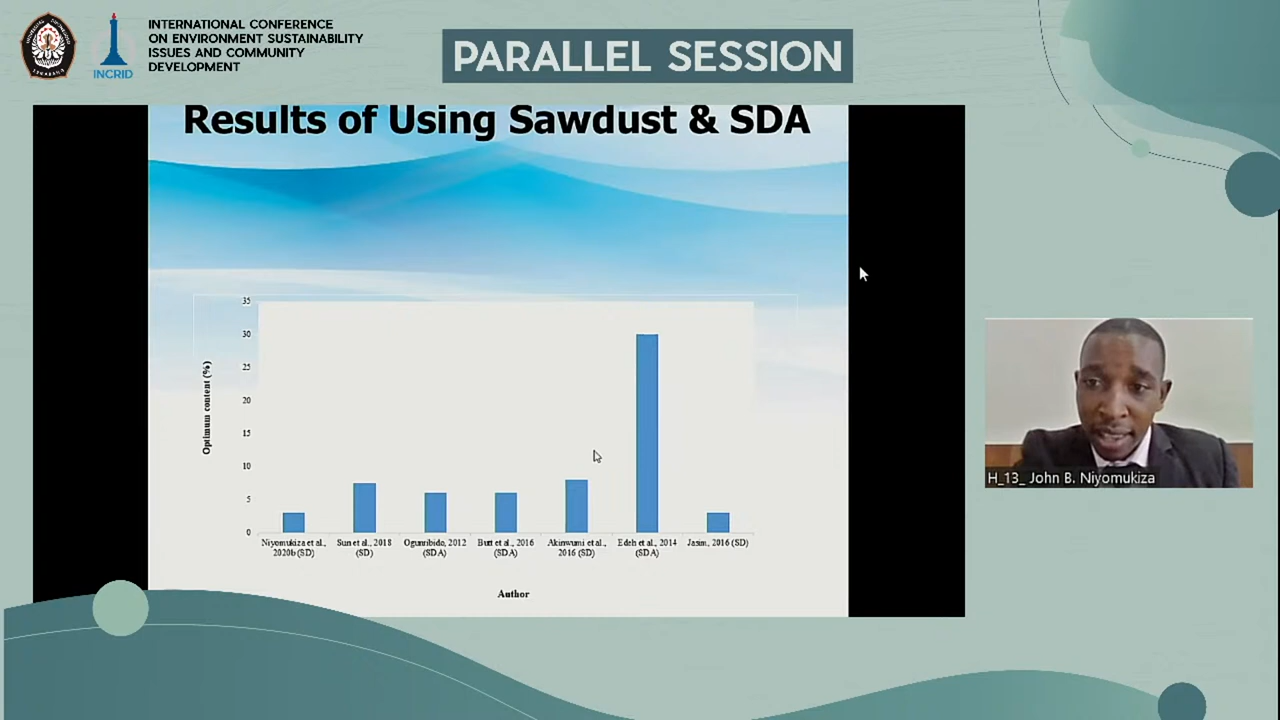 INTERNATIONAL CONFERENCE
ON ENVIRONMENT SUSTAINABILITY
ISSUES AND COMMUNITY
DEVELOPMENT
INCRID
PARALLEL SESSION
Results of Using Sawdust & SDA
Optimum content (%)
35
30
25
20
15
10
5
0
Niyomukiza et al., 2020b (SD)
Sun et al., 2018 (SD)
Ogunribido, 2012 (SDA)
Butt et al., 2016 (SDA)
Akinwumi et al., 2016 (SD)
Edeh et al., 2014 (SDA)
Jasim, 2016 (SD)
Author
H_13_ John B. Niyomukiza